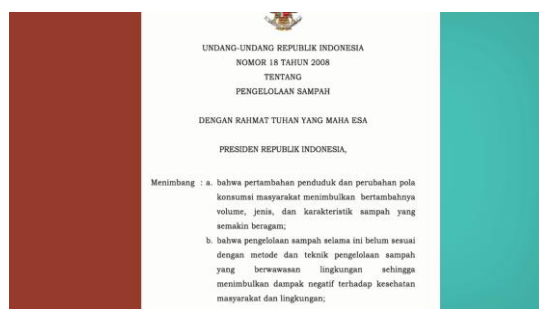 UNDANG-UNDANG REPUBLIK INDONESIA
NOMOR 18 TAHUN 2008
TENTANG
PENGELOLAAN SAMPAH
DENGAN RAHMAT TUHAN YANG MAHA ESA
PRESIDEN REPUBLIK INDONESIA,
Menimbang : a. bahwa pertambahan penduduk dan perubahan pola
konsumsi masyarakat menimbulkan bertambahnya
volume, jenis, dan karakteristik sampah yang
semakin beragam;
b. bahwa pengelolaan sampah selama ini belum sesuai
dengan metode dan teknik pengelolaan sampah
yang berwawasan lingkungan sehingga
menimbulkan dampak negatif terhadap kesehatan
masyarakat dan lingkungan;